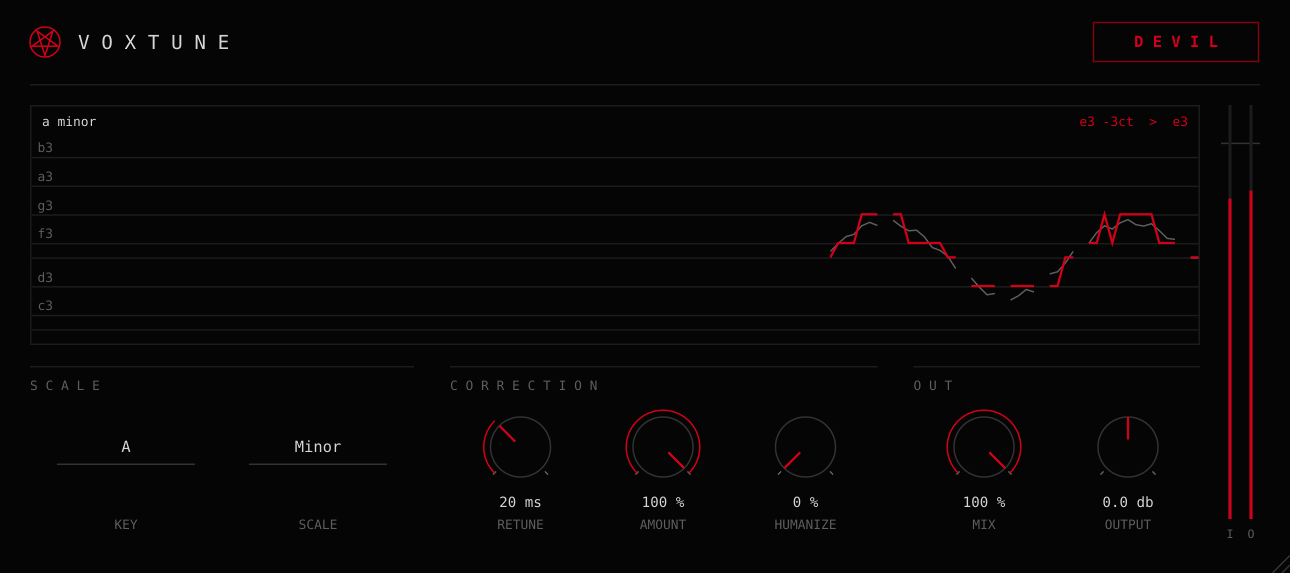 VOXTUNE
DEVIL
a minor
e3 -3ct > e3
b3
a3
g3
f3
d3
c3
SCALE
CORRECTION
OUT
A
Minor
20 ms
100 %
0 %
100 %
0.0 db
KEY
SCALE
RETUNE
AMOUNT
HUMANIZE
MIX
OUTPUT
I O